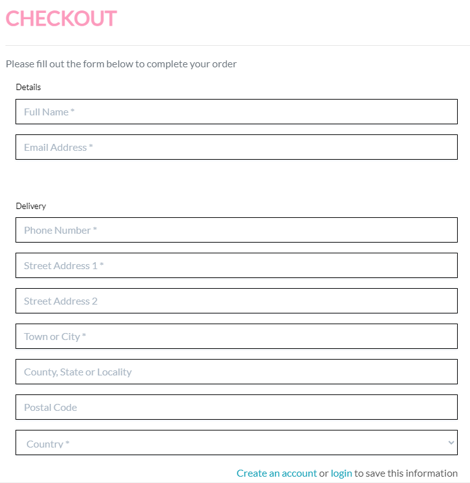 CHECKOUT
Please fill out the form below to complete your order
Details
Full Name *
Email Address *
Delivery
Phone Number *
Street Address 1 *
Street Address 2
Town or City *
County, State or Locality
Postal Code
Country *
Create an account or login to save this information